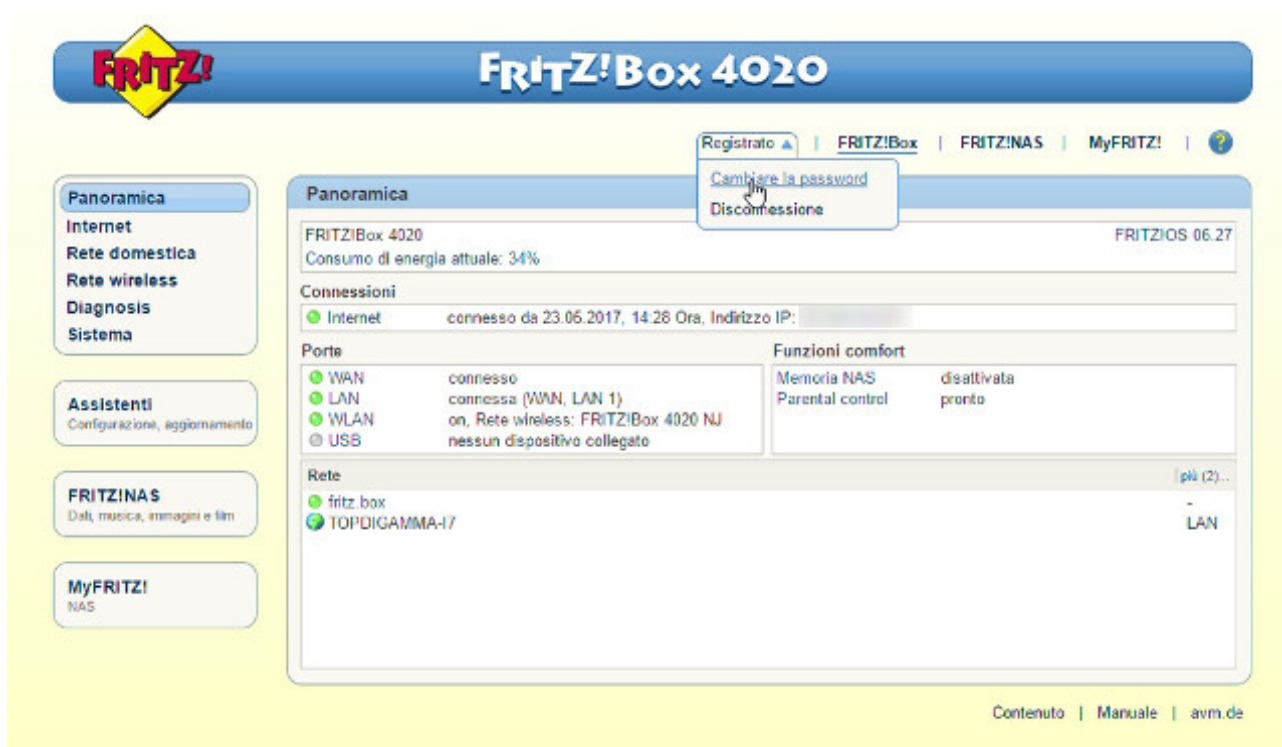 FRITZ!
FRITZ!Box 4020
Registrato | FRITZ!Box | FRITZ!NAS | MyFRITZ! | ?
Cambiare la password
Disconnessione
Panoramica
Internet
Rete domestica
Rete wireless
Diagnosis
Sistema
Assistenti
Configurazione, aggiornamento
FRITZ!NAS
Dati, musica, immagini e film
MyFRITZ!
NAS
Panoramica
FRITZ!Box 4020 FRITZ!OS 06.27
Consumo di energia attuale: 34%
Connessioni
Internet connesso da 23.05.2017, 14:28 Ora, Indirizzo IP:
Porte
WAN connesso
LAN connessa (WAN, LAN 1)
WLAN on, Rete wireless: FRITZ!Box 4020 NJ
USB nessun dispositivo collegato
Funzioni comfort
Memoria NAS disattivata
Parental control pronto
Rete più (2)...
fritz.box -
TOPDIGAMMA-I7 LAN
Contenuto | Manuale | avm.de